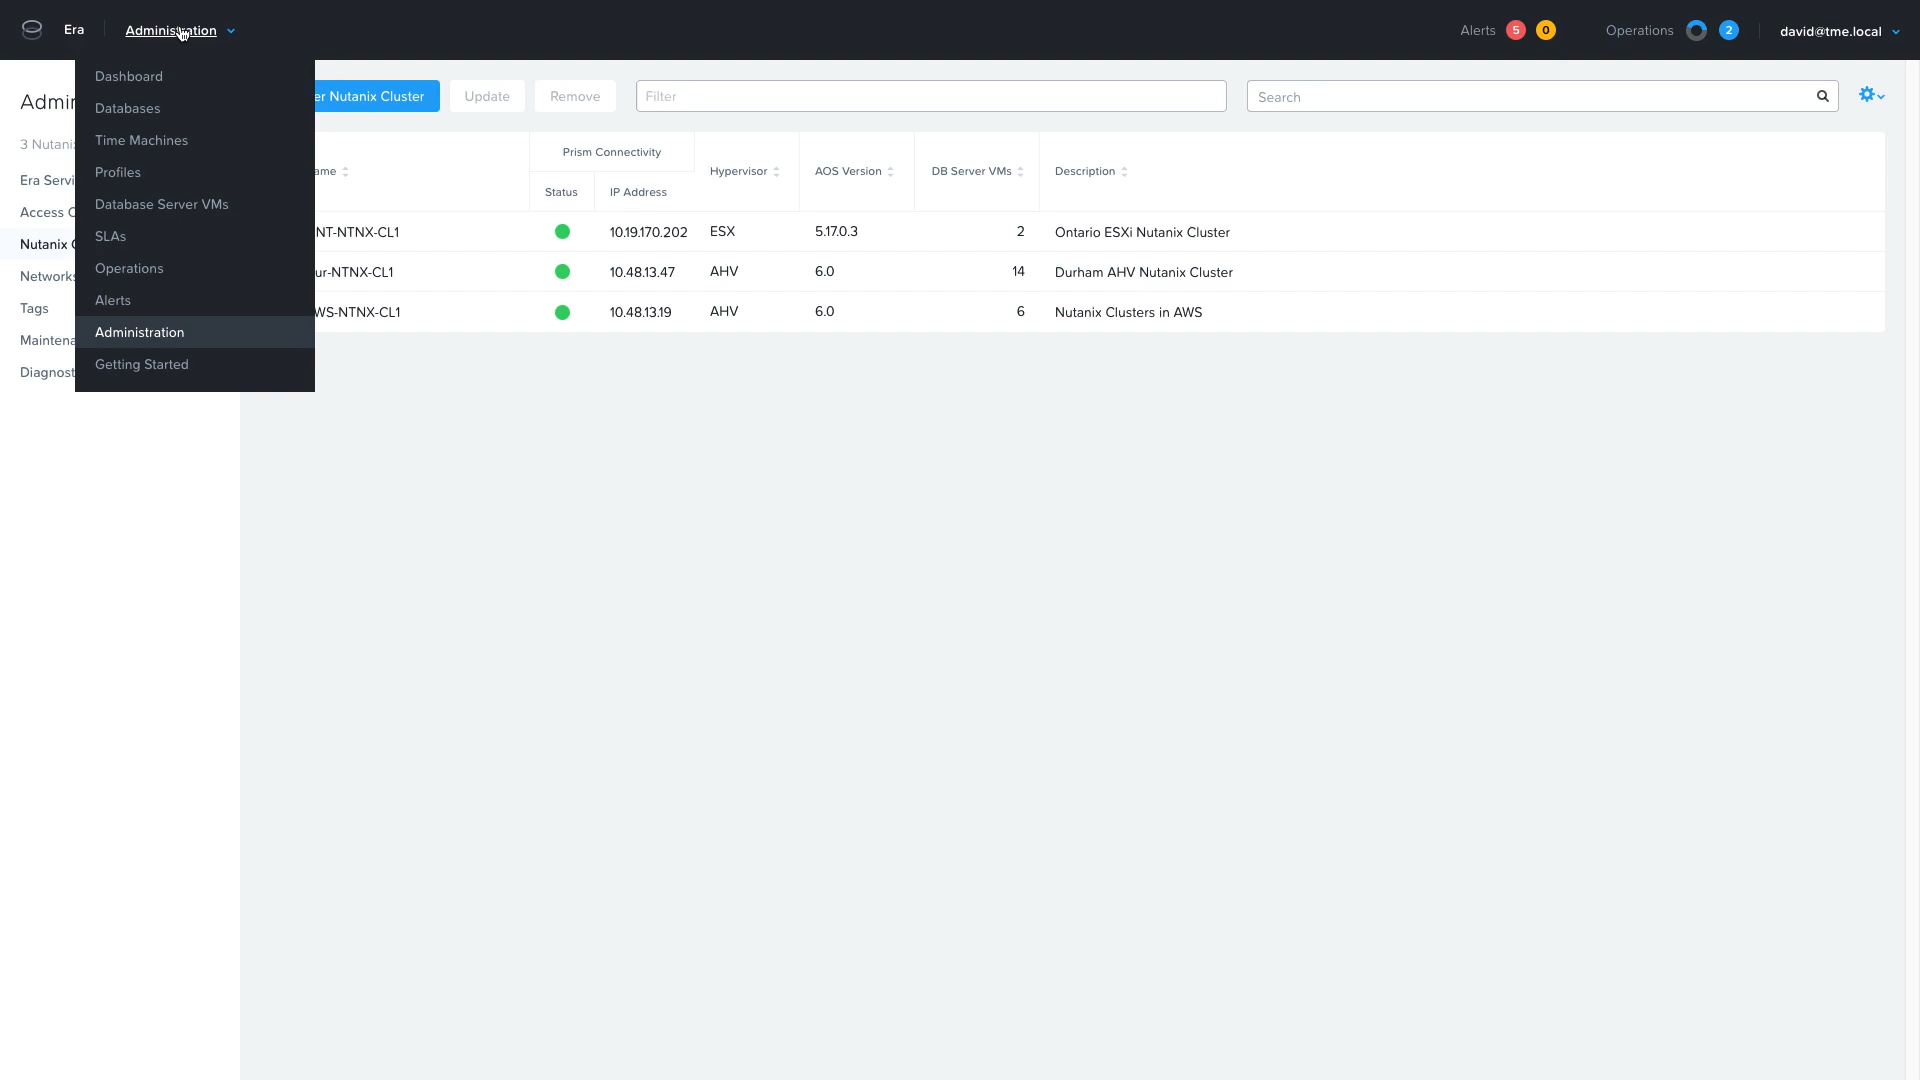 Era
Administration
Alerts 5 0
Operations 2
david@tme.local
Dashboard
Databases
Time Machines
Profiles
Database Server VMs
SLAs
Operations
Alerts
Administration
Getting Started
Admin
3 Nutanix
Era Servi
Access C
Nutanix C
Networks
Tags
Maintena
Diagnost
er Nutanix Cluster
Update
Remove
Filter
Search
ame
Prism Connectivity
Status
IP Address
Hypervisor
AOS Version
DB Server VMs
Description
NT-NTNX-CL1 10.19.170.202 ESX 5.17.0.3 2 Ontario ESXi Nutanix Cluster
ur-NTNX-CL1 10.48.13.47 AHV 6.0 14 Durham AHV Nutanix Cluster
WS-NTNX-CL1 10.48.13.19 AHV 6.0 6 Nutanix Clusters in AWS